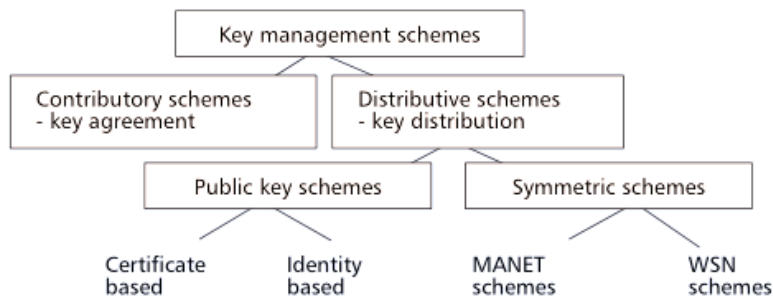 Key management schemes
Contributory schemes
- key agreement
Distributive schemes
- key distribution
Public key schemes
Symmetric schemes
Certificate
based
Identity
based
MANET
schemes
WSN
schemes